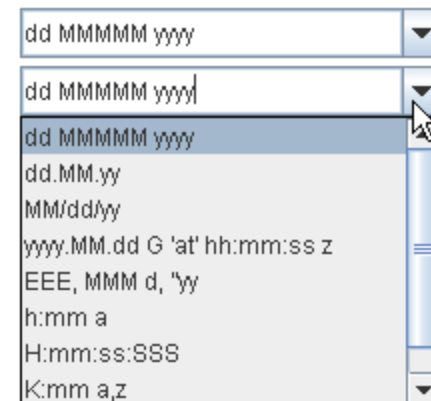 dd MMMMM yyyy
dd MMMMM yyyy
dd MMMMM yyyy
dd.MM.yy
MM/dd/yy
yyyy.MM.dd G 'at' hh:mm:ss z
EEE, MMM d, ''yy
h:mm a
H:mm:ss:SSS
K:mm a,z